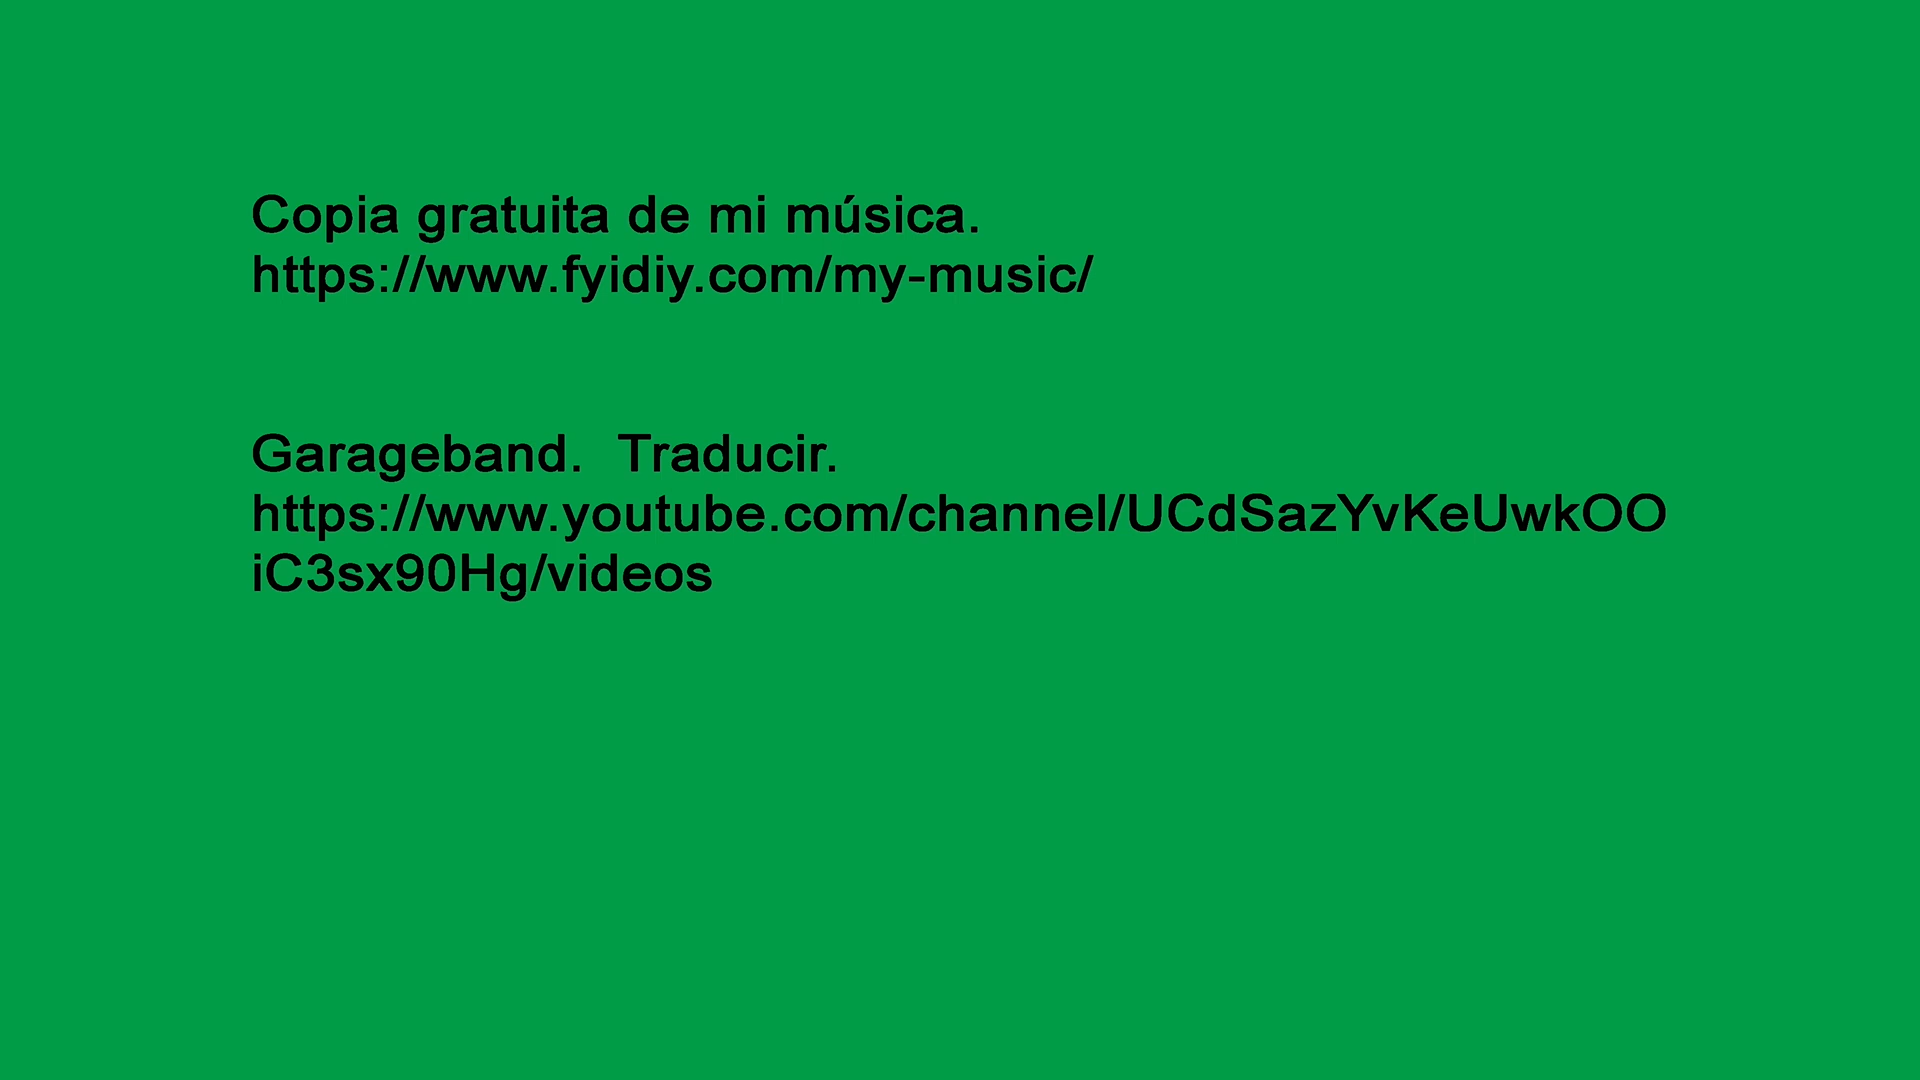 Copia gratuita de mi música.
https://www.fyidiy.com/my-music/
Garageband.  Traducir.
https://www.youtube.com/channel/UCdSazYvKeUwkOO
iC3sx90Hg/videos